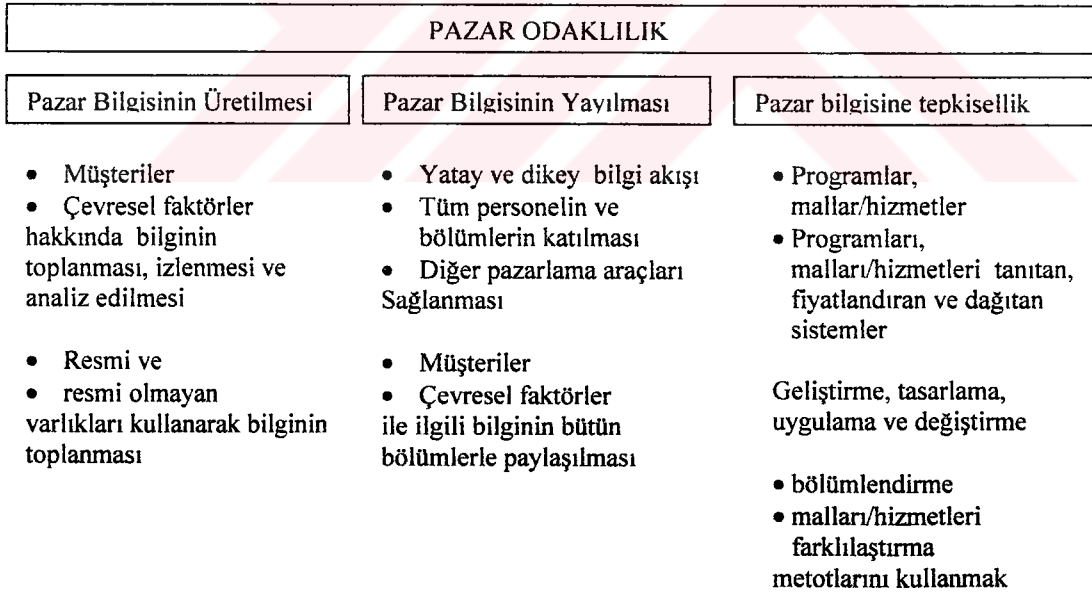 PAZAR ODAKLILIK
Pazar Bilgisinin Üretilmesi
• Müşteriler
• Çevresel faktörler
hakkında bilginin
toplanması, izlenmesi ve
analiz edilmesi
• Resmi ve
• resmi olmayan
varlıkları kullanarak bilginin
toplanması
Pazar Bilgisinin Yayılması
• Yatay ve dikey bilgi akışı
• Tüm personelin ve
bölümlerin katılması
• Diğer pazarlama araçları
Sağlanması
• Müşteriler
• Çevresel faktörler
ile ilgili bilginin bütün
bölümlerle paylaşılması
Pazar bilgisine tepkisellik
• Programlar,
mallar/hizmetler
• Programları,
malları/hizmetleri tanıtan,
fiyatlandıran ve dağıtan
sistemler
Geliştirme, tasarlama,
uygulama ve değiştirme
• bölümlendirme
• malları/hizmetleri
farklılaştırma
metotlarını kullanmak